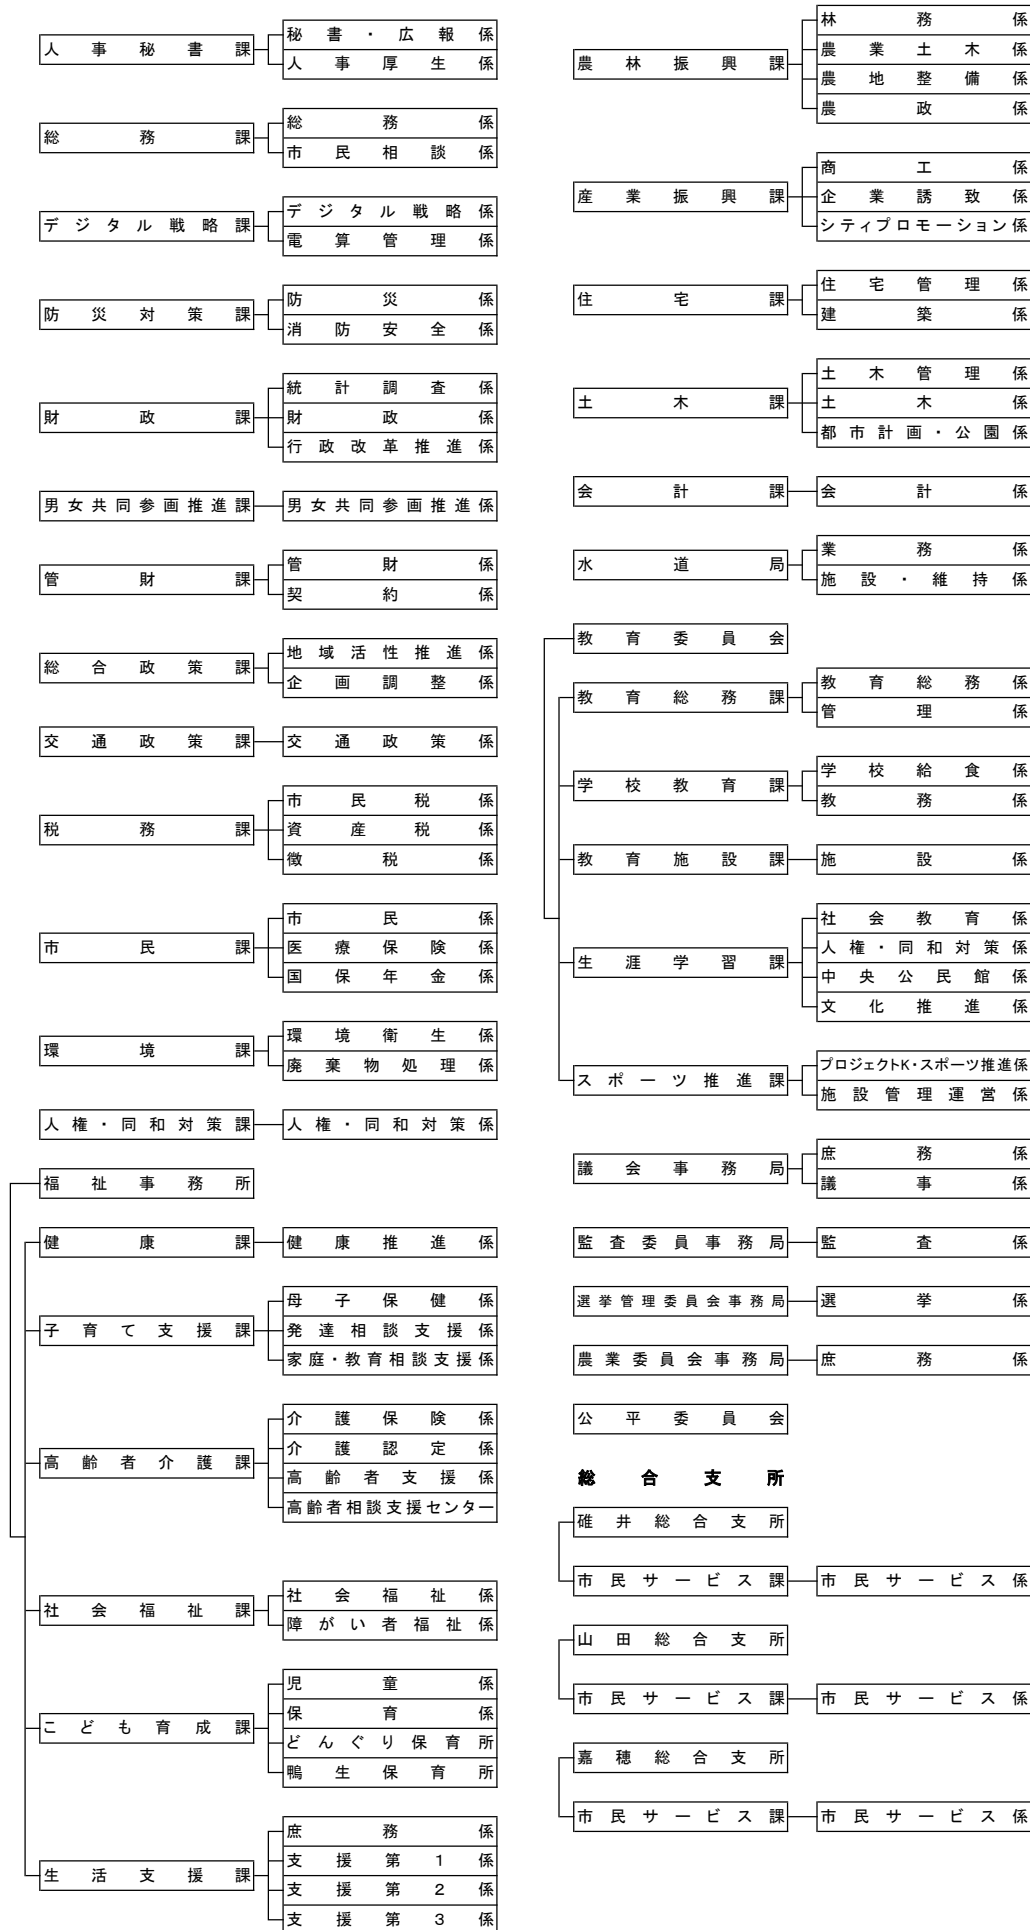 人事秘書課
秘書・広報係
人事厚生係
総務課
総務係
市民相談係
デジタル戦略課
デジタル戦略係
電算管理係
防災対策課
防災係
消防安全係
財政課
統計調査係
財政係
行政改革推進係
男女共同参画推進課
男女共同参画推進係
管財課
管財係
契約係
総合政策課
地域活性推進係
企画調整係
交通政策課
交通政策係
税務課
市民税係
資産税係
徴税係
市民課
市民係
医療保険係
国保年金係
環境課
環境衛生係
廃棄物処理係
人権・同和対策課
人権・同和対策係
福祉事務所
健康課
健康推進係
子育て支援課
母子保健係
発達相談支援係
家庭・教育相談支援係
高齢者介護課
介護保険係
介護認定係
高齢者支援係
高齢者相談支援センター
社会福祉課
社会福祉係
障がい者福祉係
こども育成課
児童係
保育係
どんぐり保育所
鴨生保育所
生活支援課
庶務係
支援第1係
支援第2係
支援第3係
農林振興課
林務係
農業土木係
農地整備係
農政係
産業振興課
商工係
企業誘致係
シティプロモーション係
住宅課
住宅管理係
建築係
土木課
土木管理係
土木係
都市計画・公園係
会計課
会計係
水道局
業務係
施設・維持係
教育委員会
教育総務課
教育総務係
管理係
学校教育課
学校給食係
教務係
教育施設課
施設係
生涯学習課
社会教育係
人権・同和対策係
中央公民館係
文化推進係
スポーツ推進課
プロジェクトK・スポーツ推進係
施設管理運営係
議会事務局
庶務係
議事係
監査委員事務局
監査係
選挙管理委員会事務局
選挙係
農業委員会事務局
庶務係
公平委員会
総合支所
碓井総合支所
市民サービス課
市民サービス係
山田総合支所
市民サービス課
市民サービス係
嘉穂総合支所
市民サービス課
市民サービス係